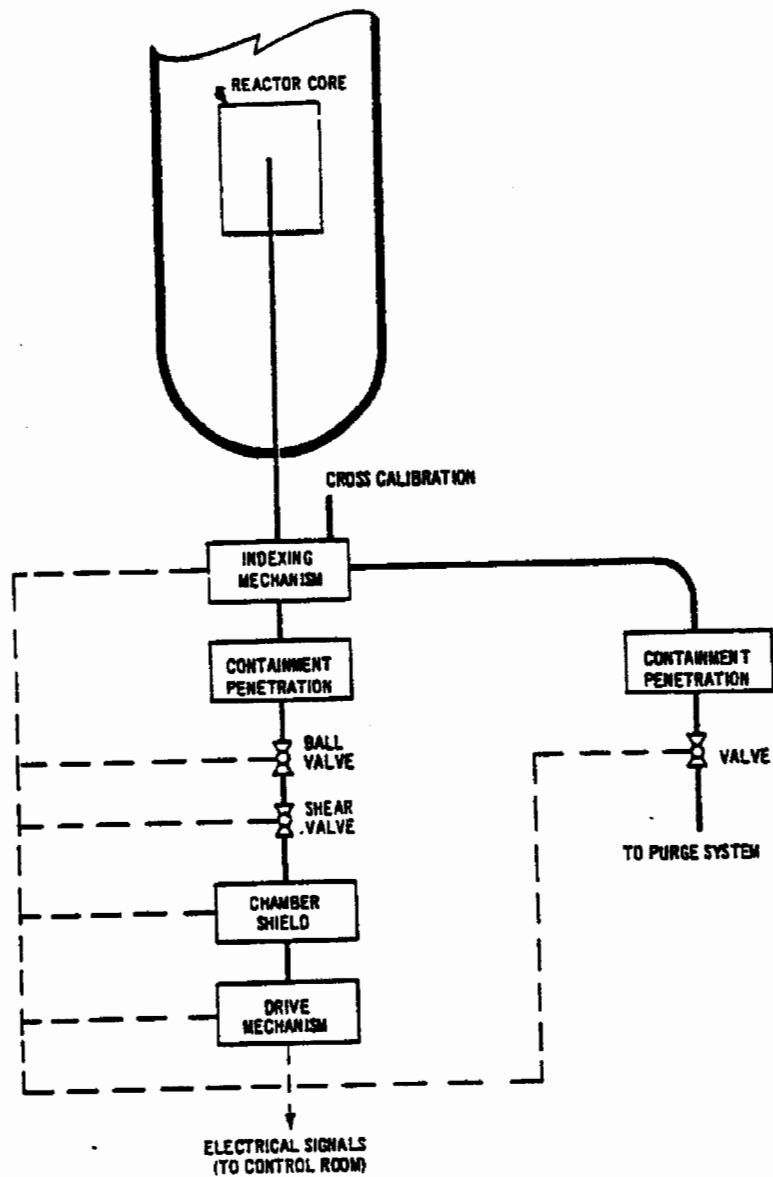 REACTOR CORE
CROSS CALIBRATION
INDEXING
MECHANISM
CONTAINMENT
PENETRATION
CONTAINMENT
PENETRATION
BALL
VALVE
VALVE
SHEAR
VALVE
TO PURGE SYSTEM
CHAMBER
SHIELD
DRIVE
MECHANISM
ELECTRICAL SIGNALS
(TO CONTROL ROOM)